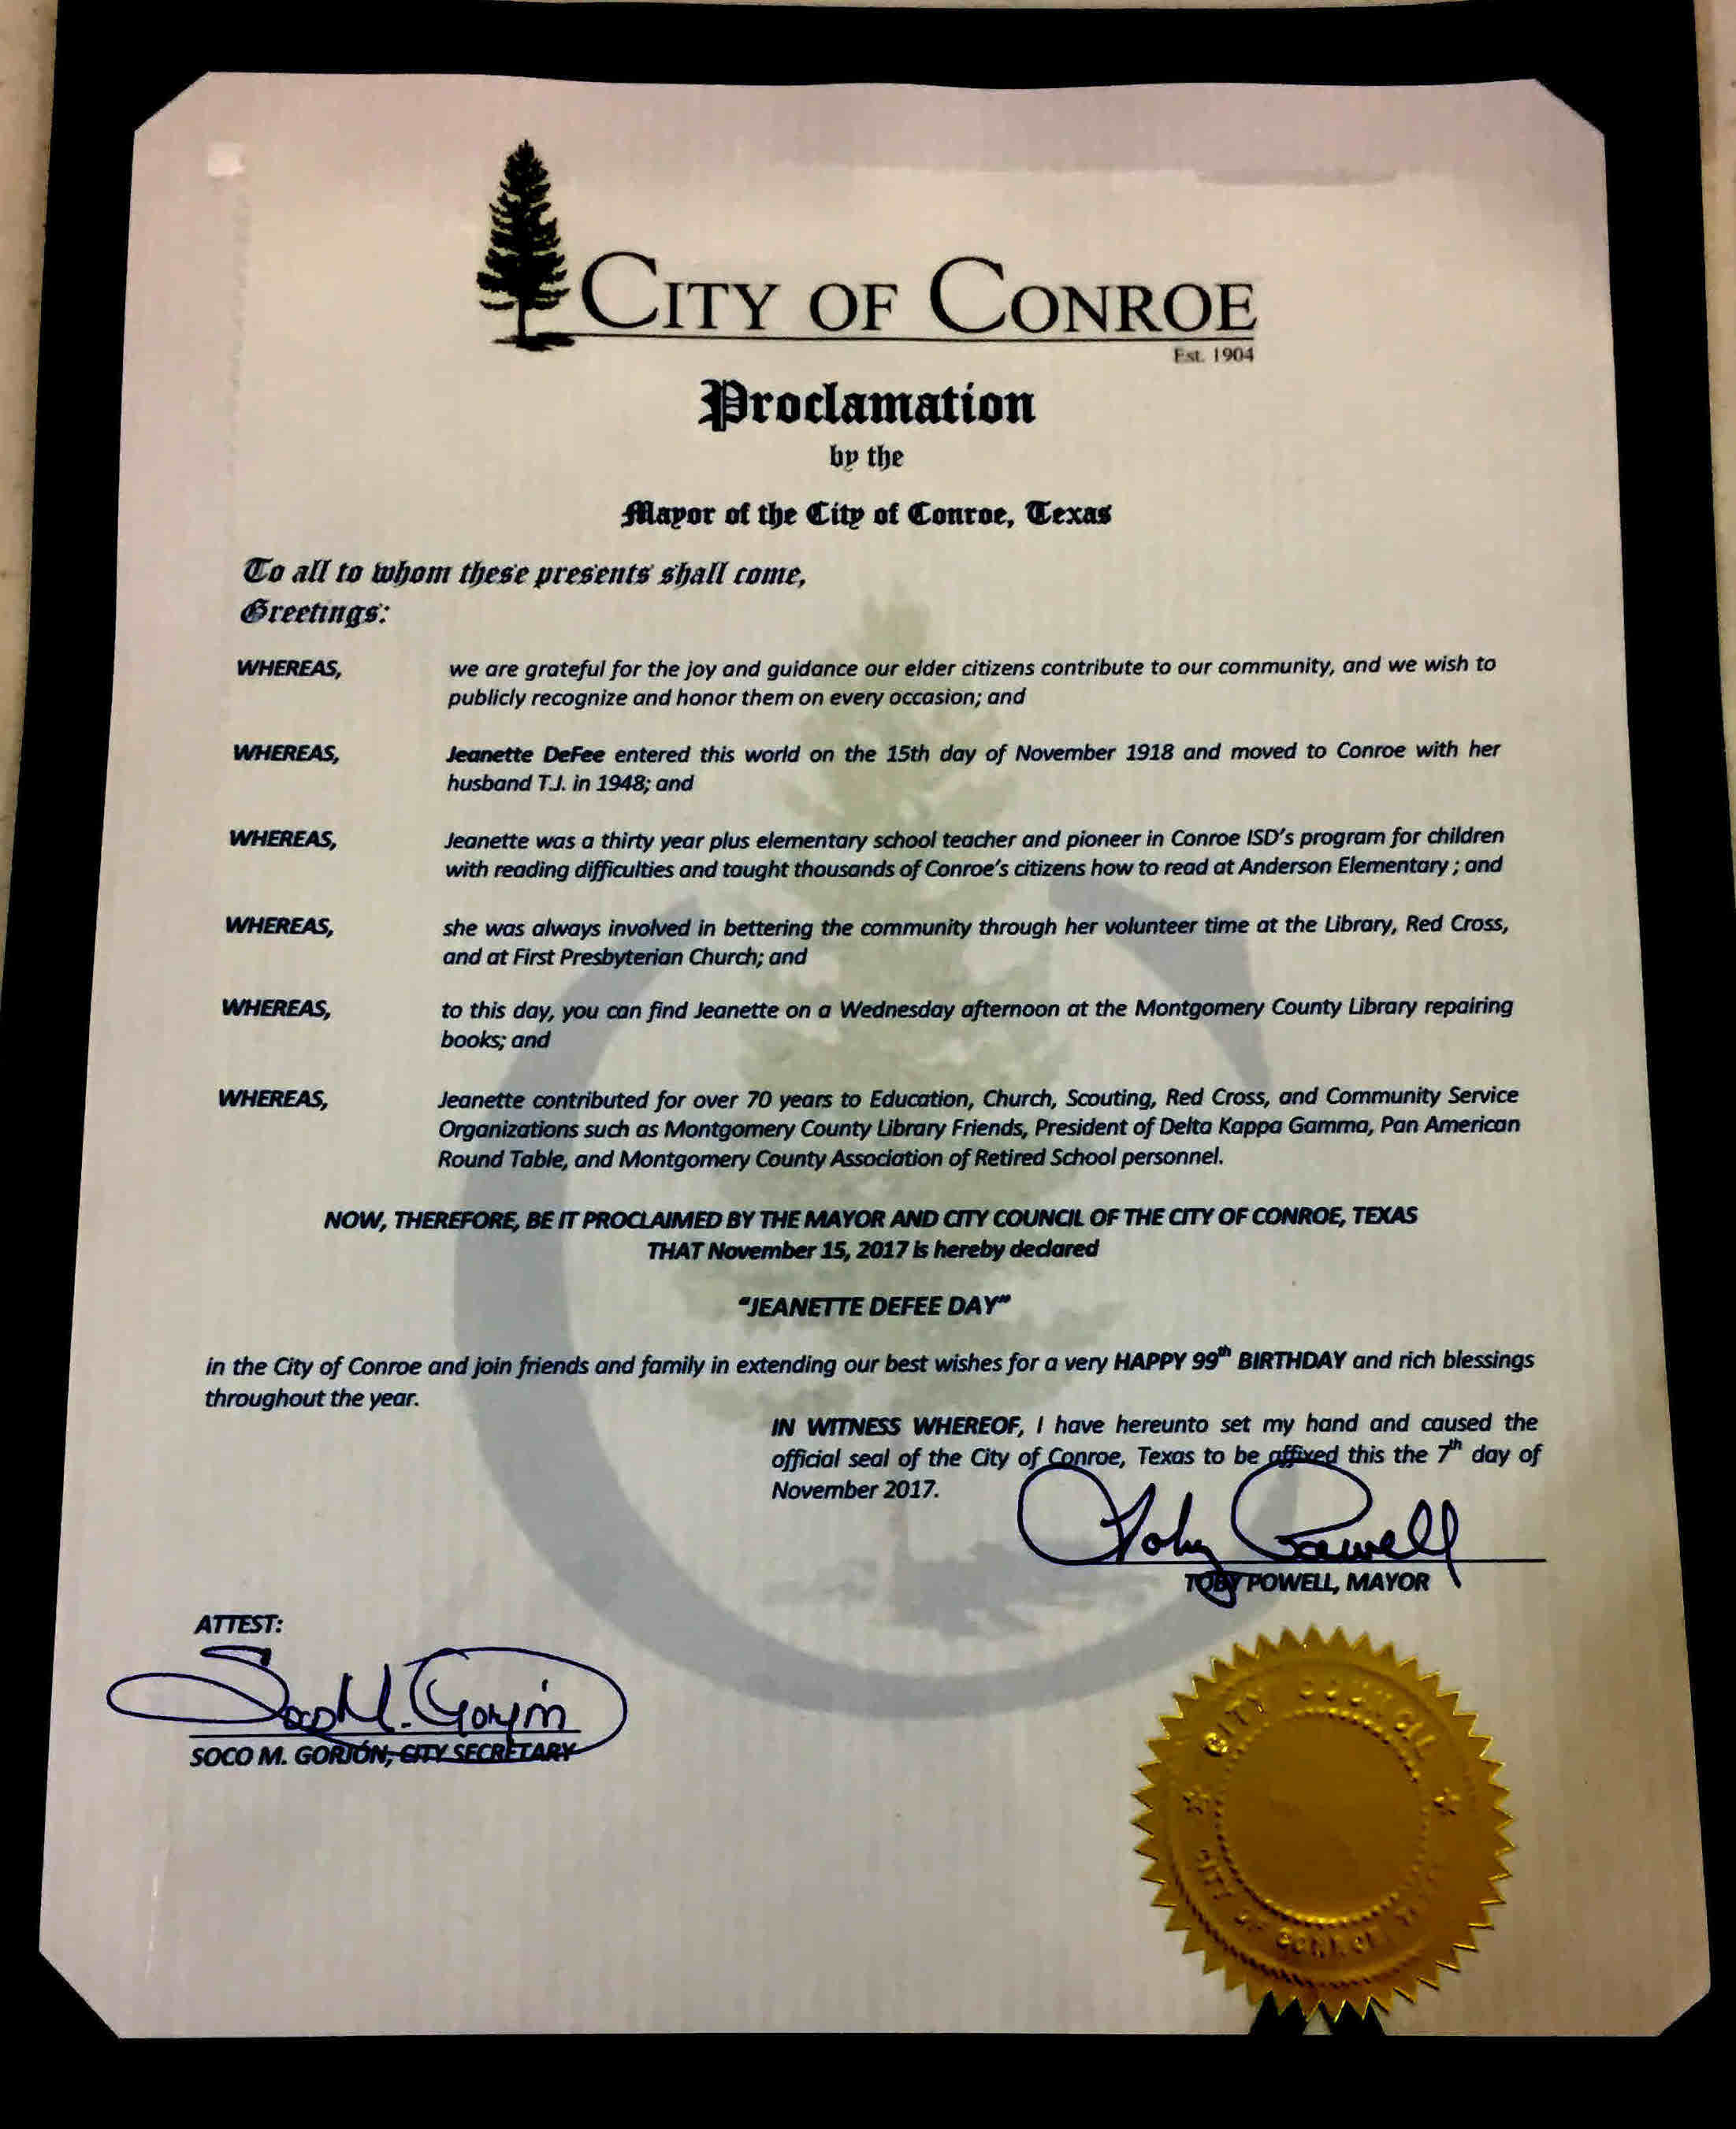 CITY OF CONROE
Est. 1904
Proclamation
by the
Mayor of the City of Conroe, Texas
To all to whom these presents shall come,
Greetings:
WHEREAS, we are grateful for the joy and guidance our elder citizens contribute to our community, and we wish to
publicly recognize and honor them on every occasion; and
WHEREAS, Jeanette DeFee entered this world on the 15th day of November 1918 and moved to Conroe with her
husband T.J. in 1948; and
WHEREAS, Jeanette was a thirty year plus elementary school teacher and pioneer in Conroe ISD's program for children
with reading difficulties and taught thousands of Conroe's citizens how to read at Anderson Elementary ; and
WHEREAS, she was always involved in bettering the community through her volunteer time at the Library, Red Cross,
and at First Presbyterian Church; and
WHEREAS, to this day, you can find Jeanette on a Wednesday afternoon at the Montgomery County Library repairing
books; and
WHEREAS, Jeanette contributed for over 70 years to Education, Church, Scouting, Red Cross, and Community Service
Organizations such as Montgomery County Library Friends, President of Delta Kappa Gamma, Pan American
Round Table, and Montgomery County Association of Retired School personnel.
NOW, THEREFORE, BE IT PROCLAIMED BY THE MAYOR AND CITY COUNCIL OF THE CITY OF CONROE, TEXAS
THAT November 15, 2017 is hereby declared
"JEANETTE DEFEE DAY"
in the City of Conroe and join friends and family in extending our best wishes for a very HAPPY 99th BIRTHDAY and rich blessings
throughout the year.
IN WITNESS WHEREOF, I have hereunto set my hand and caused the
official seal of the City of Conroe, Texas to be affixed this the 7th day of
November 2017.
Toby Powell
TOBY POWELL, MAYOR
ATTEST:
Soco M. Gorjón
SOCO M. GORJÓN, CITY SECRETARY
CITY COUNCIL
CITY OF CONROE